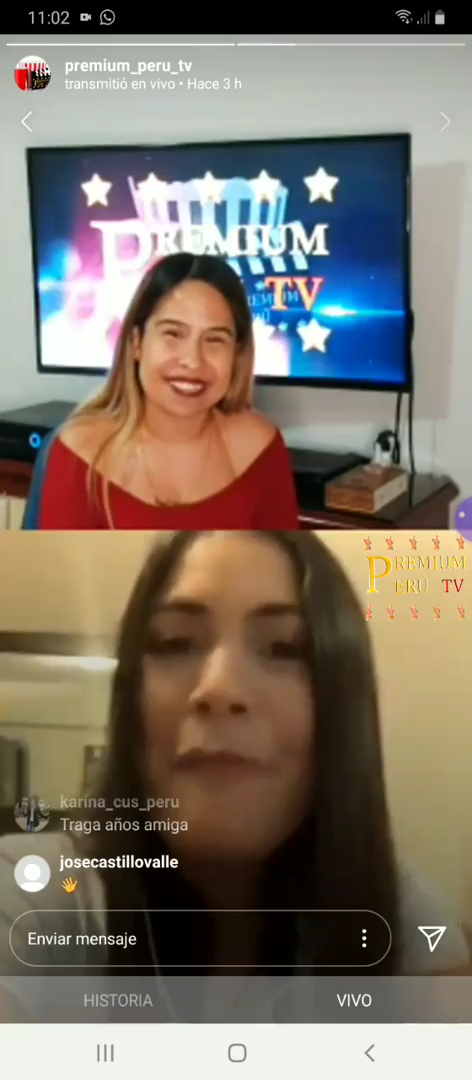 11:02
premium_peru_tv
transmitió en vivo • Hace 3 h
PREMIUM
TV
PREMIUM
PERU TV
karina_cus_peru
Traga años amiga
josecastillovalle
Enviar mensaje
HISTORIA
VIVO